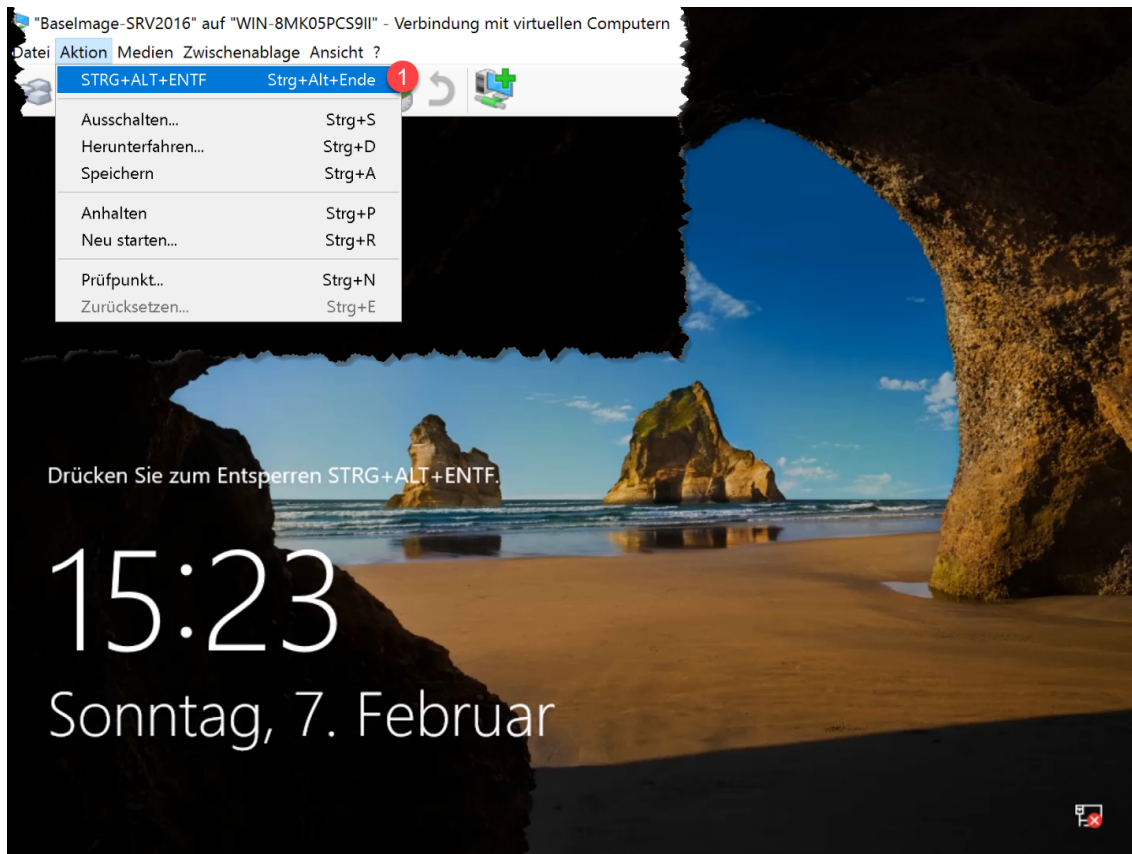 "BaseImage-SRV2016" auf "WIN-8MK05PCS9II" - Verbindung mit virtuellen Computern
Datei Aktion Medien Zwischenablage Ansicht ?
STRG+ALT+ENTF Strg+Alt+Ende 1
Ausschalten... Strg+S
Herunterfahren... Strg+D
Speichern Strg+A
Anhalten Strg+P
Neu starten... Strg+R
Prüfpunkt... Strg+N
Zurücksetzen... Strg+E
Drücken Sie zum Entsperren STRG+ALT+ENTF.
15:23
Sonntag, 7. Februar